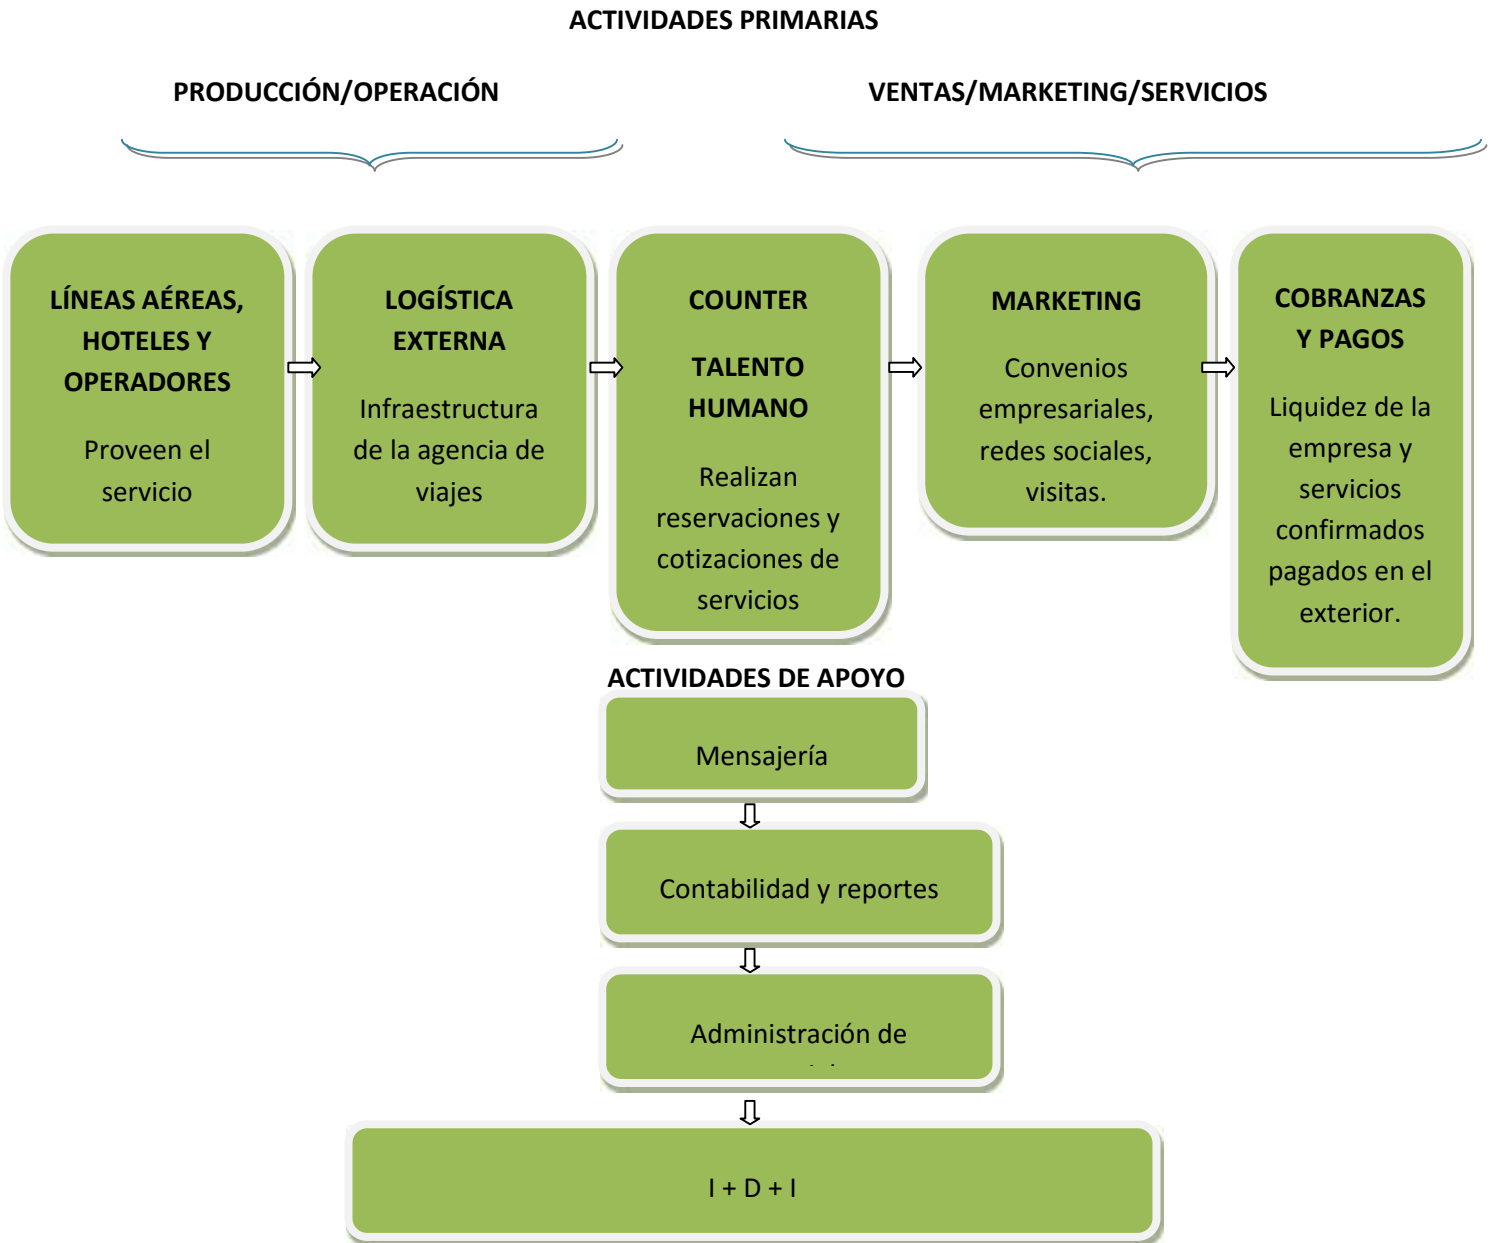 ACTIVIDADES PRIMARIAS
PRODUCCIÓN/OPERACIÓN
VENTAS/MARKETING/SERVICIOS
LÍNEAS AÉREAS,
HOTELES Y
OPERADORES
Proveen el
servicio
LOGÍSTICA
EXTERNA
Infraestructura
de la agencia de
viajes
COUNTER
TALENTO
HUMANO
Realizan
reservaciones y
cotizaciones de
servicios
MARKETING
Convenios
empresariales,
redes sociales,
visitas.
COBRANZAS
Y PAGOS
Liquidez de la
empresa y
servicios
confirmados
pagados en el
exterior.
ACTIVIDADES DE APOYO
Mensajería
Contabilidad y reportes
Administración de
I + D + I